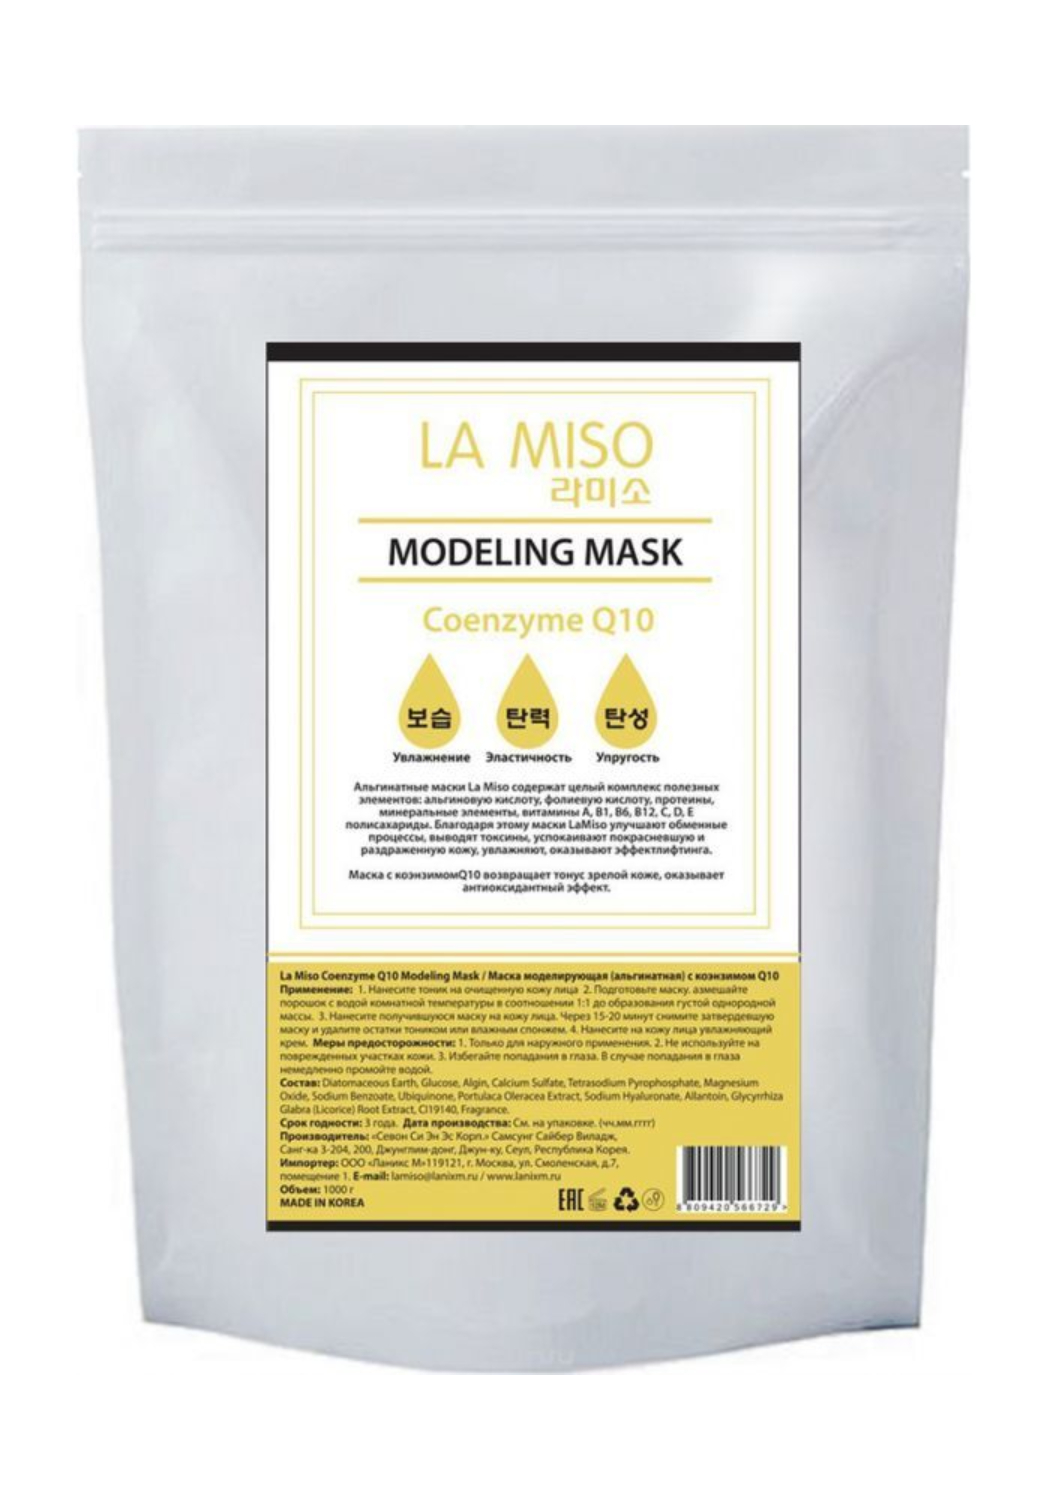 LA MISO
라미소
MODELING MASK
Coenzyme Q10
보습 탄력 탄성
Увлажнение Эластичность Упругость
Альгинатные маски La Miso содержат целый комплекс полезных
элементов: альгиновую кислоту, фолиевую кислоту, протеины,
минеральные элементы, витамины A, B1, B6, B12, C, D, E
полисахариды. Благодаря этому маски LaMiso улучшают обменные
процессы, выводят токсины, успокаивают покрасневшую и
раздраженную кожу, увлажняют, оказывают эффектлифтинга.
Маска с коэнзимомQ10 возвращает тонус зрелой коже, оказывает
антиоксидантный эффект.
La Miso Coenzyme Q10 Modeling Mask / Маска моделирующая (альгинатная) с коэнзимом Q10
Применение: 1. Нанесите тоник на очищенную кожу лица 2. Подготовьте маску. азмешайте
порошок с водой комнатной температуры в соотношении 1:1 до образования густой однородной
массы. 3. Нанесите получившуюся маску на кожу лица. Через 15-20 минут снимите затвердевшую
маску и удалите остатки тоником или влажным спонжем. 4. Нанесите на кожу лица увлажняющий
крем. Меры предосторожности: 1. Только для наружного применения. 2. Не используйте на
поврежденных участках кожи. 3. Избегайте попадания в глаза. В случае попадания в глаза
немедленно промойте водой.
Состав: Diatomaceous Earth, Glucose, Algin, Calcium Sulfate, Tetrasodium Pyrophosphate, Magnesium
Oxide, Sodium Benzoate, Ubiquinone, Portulaca Oleracea Extract, Sodium Hyaluronate, Allantoin, Glycyrrhiza
Glabra (Licorice) Root Extract, CI19140, Fragrance.
Срок годности: 3 года. Дата производства: См. на упаковке. (чч.мм.гггг)
Производитель: «Севон Си Эн Эс Корп.» Самсунг Сайбер Виладж,
Санг-ка 3-204, 200, Джунглим-донг, Джун-ку, Сеул, Республика Корея.
Импортер: ООО «Ланикс М»119121, г. Москва, ул. Смоленская, д.7,
помещение 1. E-mail: lamiso@lanixm.ru / www.lanixm.ru
Объем: 1000 г
MADE IN KOREA
EAC
8 809420 566729 >